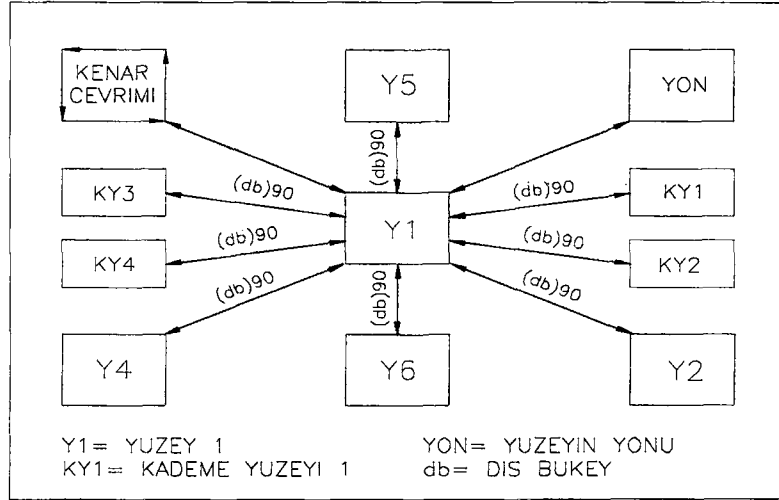 KENAR
CEVRIMI
Y5
YON
(db)90
KY3
(db)90
(db)90
KY1
Y1
KY4
(db)90
(db)90
KY2
(db)90
(db)90
(db)90
Y4
Y6
Y2
Y1= YUZEY 1
YON= YUZEYIN YONU
KY1= KADEME YUZEYI 1
db= DIS BUKEY